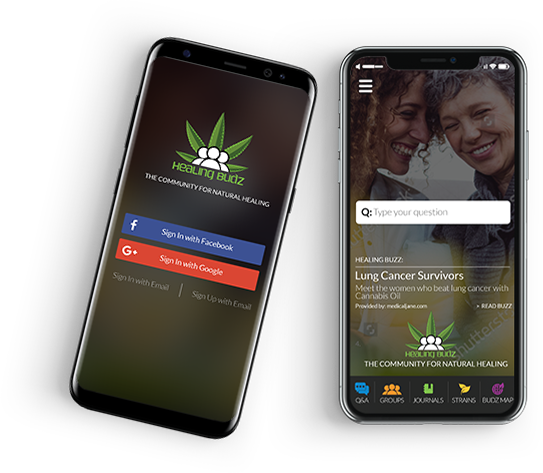 Healing Budz
THE COMMUNITY FOR NATURAL HEALING
f Sign In with Facebook
G+ Sign In with Google
Sign In with Email | Sign Up with Email
Q: Type your question
HEALING BUZZ:
Lung Cancer Survivors
Meet the women who beat lung cancer with
Cannabis Oil
Provided by: medicaljane.com > READ BUZZ
Healing Budz
THE COMMUNITY FOR NATURAL HEALING
Q&A GROUPS JOURNALS STRAINS BUDZ MAP